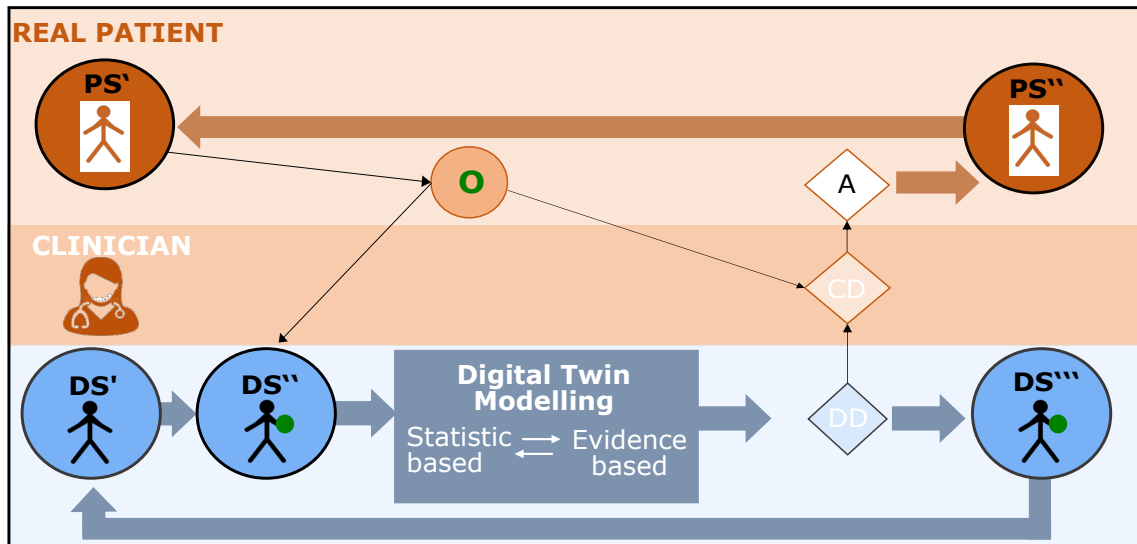 REAL PATIENT
PS‵
PS‵‵
O
A
CLINICIAN
CD
DS'
DS‵‵
Digital Twin
Modelling
Statistic
based
Evidence
based
DD
DS‵‵‵